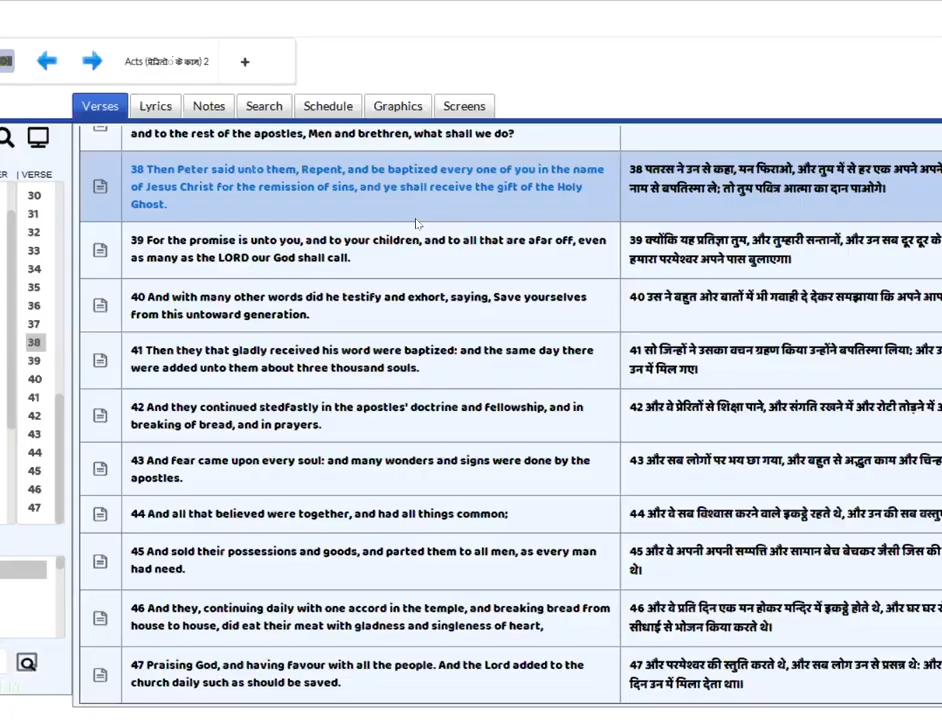 Acts (प्रेरितों के काम) 2
+
Verses Lyrics Notes Search Schedule Graphics Screens
ER | VERSE
30
31
32
33
34
35
36
37
38
39
40
41
42
43
44
45
46
47
and to the rest of the apostles, Men and brethren, what shall we do?
38 Then Peter said unto them, Repent, and be baptized every one of you in the name
of Jesus Christ for the remission of sins, and ye shall receive the gift of the Holy
Ghost.
38 पतरस ने उन से कहा, मन फिराओ, और तुम में से हर एक अपने अपने
नाम से बपतिस्मा ले; तो तुम पवित्र आत्मा का दान पाओगे।
39 For the promise is unto you, and to your children, and to all that are afar off, even
as many as the LORD our God shall call.
39 क्योंकि यह प्रतिज्ञा तुम, और तुम्हारी सन्तानों, और उन सब दूर दूर के
हमारा परमेश्वर अपने पास बुलाएगा।
40 And with many other words did he testify and exhort, saying, Save yourselves
from this untoward generation.
40 उस ने बहुत ओर बातों में भी गवाही दे देकर समझाया कि अपने आप
41 Then they that gladly received his word were baptized: and the same day there
were added unto them about three thousand souls.
41 सो जिन्हों ने उसका वचन ग्रहण किया उन्होंने बपतिस्मा लिया; और
उन में मिल गए।
42 And they continued stedfastly in the apostles' doctrine and fellowship, and in
breaking of bread, and in prayers.
42 और वे प्रेरितों से शिक्षा पाने, और संगति रखने में और रोटी तोड़ने में
43 And fear came upon every soul: and many wonders and signs were done by the
apostles.
43 और सब लोगों पर भय छा गया, और बहुत से अद्भुत काम और चिन्ह
44 And all that believed were together, and had all things common;
44 और वे सब विश्वास करने वाले इकट्ठे रहते थे, और उन की सब वस्तुएं
45 And sold their possessions and goods, and parted them to all men, as every man
had need.
45 और वे अपनी अपनी सम्पत्ति और सामान बेच बेचकर जैसी जिस की
थे।
46 And they, continuing daily with one accord in the temple, and breaking bread from
house to house, did eat their meat with gladness and singleness of heart,
46 और वे प्रति दिन एक मन होकर मन्दिर में इकट्ठे होते थे, और घर घर
सीधाई से भोजन किया करते थे।
47 Praising God, and having favour with all the people. And the Lord added to the
church daily such as should be saved.
47 और परमेश्वर की स्तुति करते थे, और सब लोग उन से प्रसन्न थे: और
दिन उन में मिला देता था॥